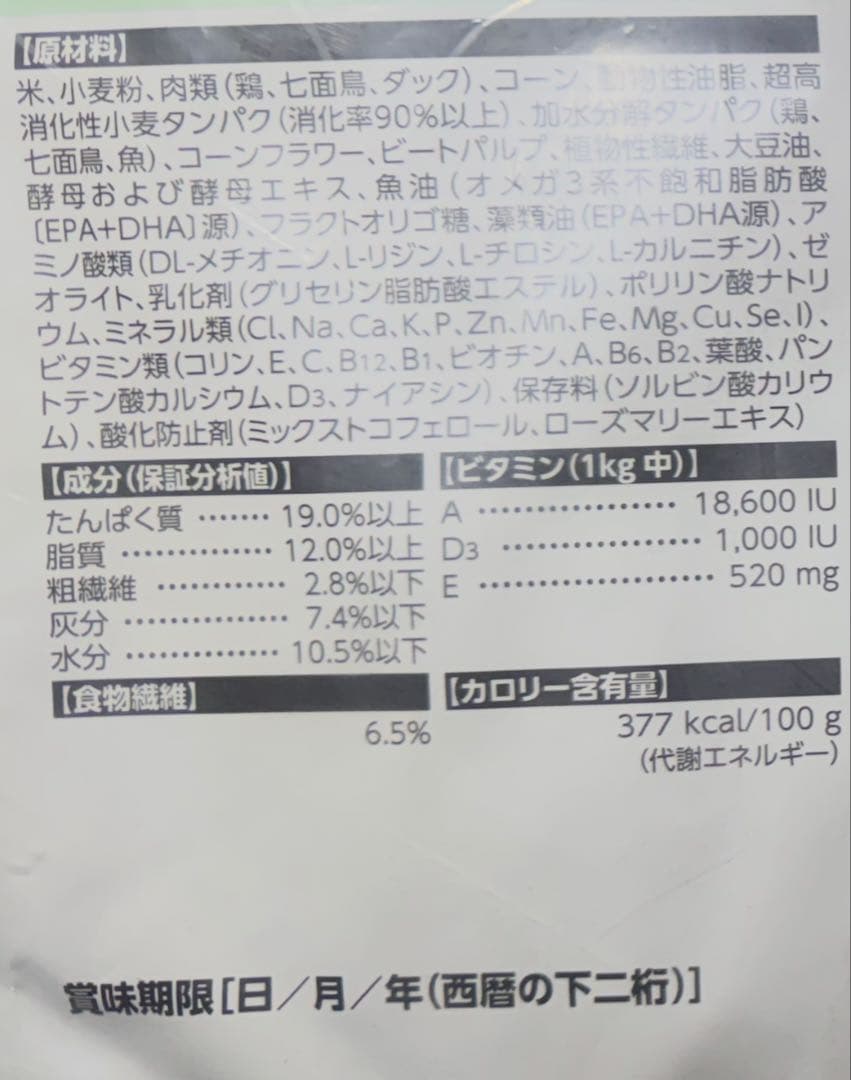 【原材料】
米、小麦粉、肉類(鶏、七面鳥、ダック)、コーン、動物性油脂、超高
消化性小麦タンパク(消化率90%以上)、加水分解タンパク(鶏、
七面鳥、魚)、コーンフラワー、ビートパルプ、植物性繊維、大豆油、
酵母および酵母エキス、魚油(オメガ3系不飽和脂肪酸
〔EPA+DHA〕源)、フラクトオリゴ糖、藻類油(EPA+DHA源)、ア
ミノ酸類(DL-メチオニン、L-リジン、L-チロシン、L-カルニチン)、ゼ
オライト、乳化剤(グリセリン脂肪酸エステル)、ポリリン酸ナトリ
ウム、ミネラル類(Cl、Na、Ca、K、P、Zn、Mn、Fe、Mg、Cu、Se、I)、
ビタミン類(コリン、E、C、B12、B1、ビオチン、A、B6、B2、葉酸、パン
トテン酸カルシウム、D3、ナイアシン)、保存料(ソルビン酸カリウ
ム)、酸化防止剤(ミックストコフェロール、ローズマリーエキス)
【成分(保証分析値)】
たんぱく質 ‥‥‥‥ 19.0%以上
脂質 ‥‥‥‥‥‥‥ 12.0%以上
粗繊維 ‥‥‥‥‥‥ 2.8%以下
灰分 ‥‥‥‥‥‥‥ 7.4%以下
水分 ‥‥‥‥‥‥‥ 10.5%以下
【ビタミン(1kg中)】
A ‥‥‥‥‥‥‥‥‥ 18,600 IU
D3 ‥‥‥‥‥‥‥‥‥ 1,000 IU
E ‥‥‥‥‥‥‥‥‥‥ 520 mg
【食物繊維】
6.5%
【カロリー含有量】
377 kcal/100 g
(代謝エネルギー)
賞味期限[日/月/年(西暦の下二桁)]